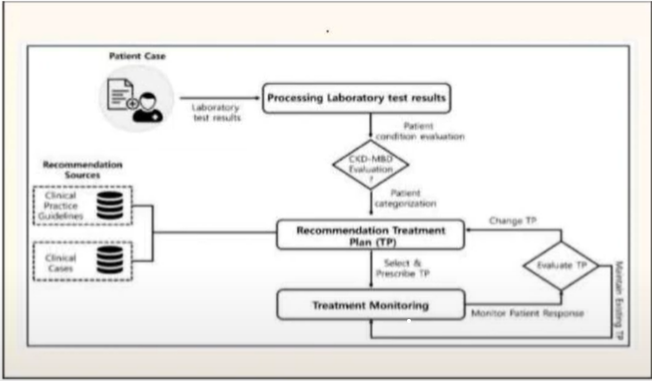 Patient Case
Laboratory
test results
Processing Laboratory test results
Patient
condition evaluation
CKD-MBD
Evaluation
?
Patient
categorization
Recommendation
Sources
Clinical
Practice
Guidelines
Clinical
Cases
Recommendation Treatment
Plan (TP)
Change TP
Select &
Prescribe TP
Evaluate TP
Maintain Existing TP
Treatment Monitoring
Monitor Patient Response